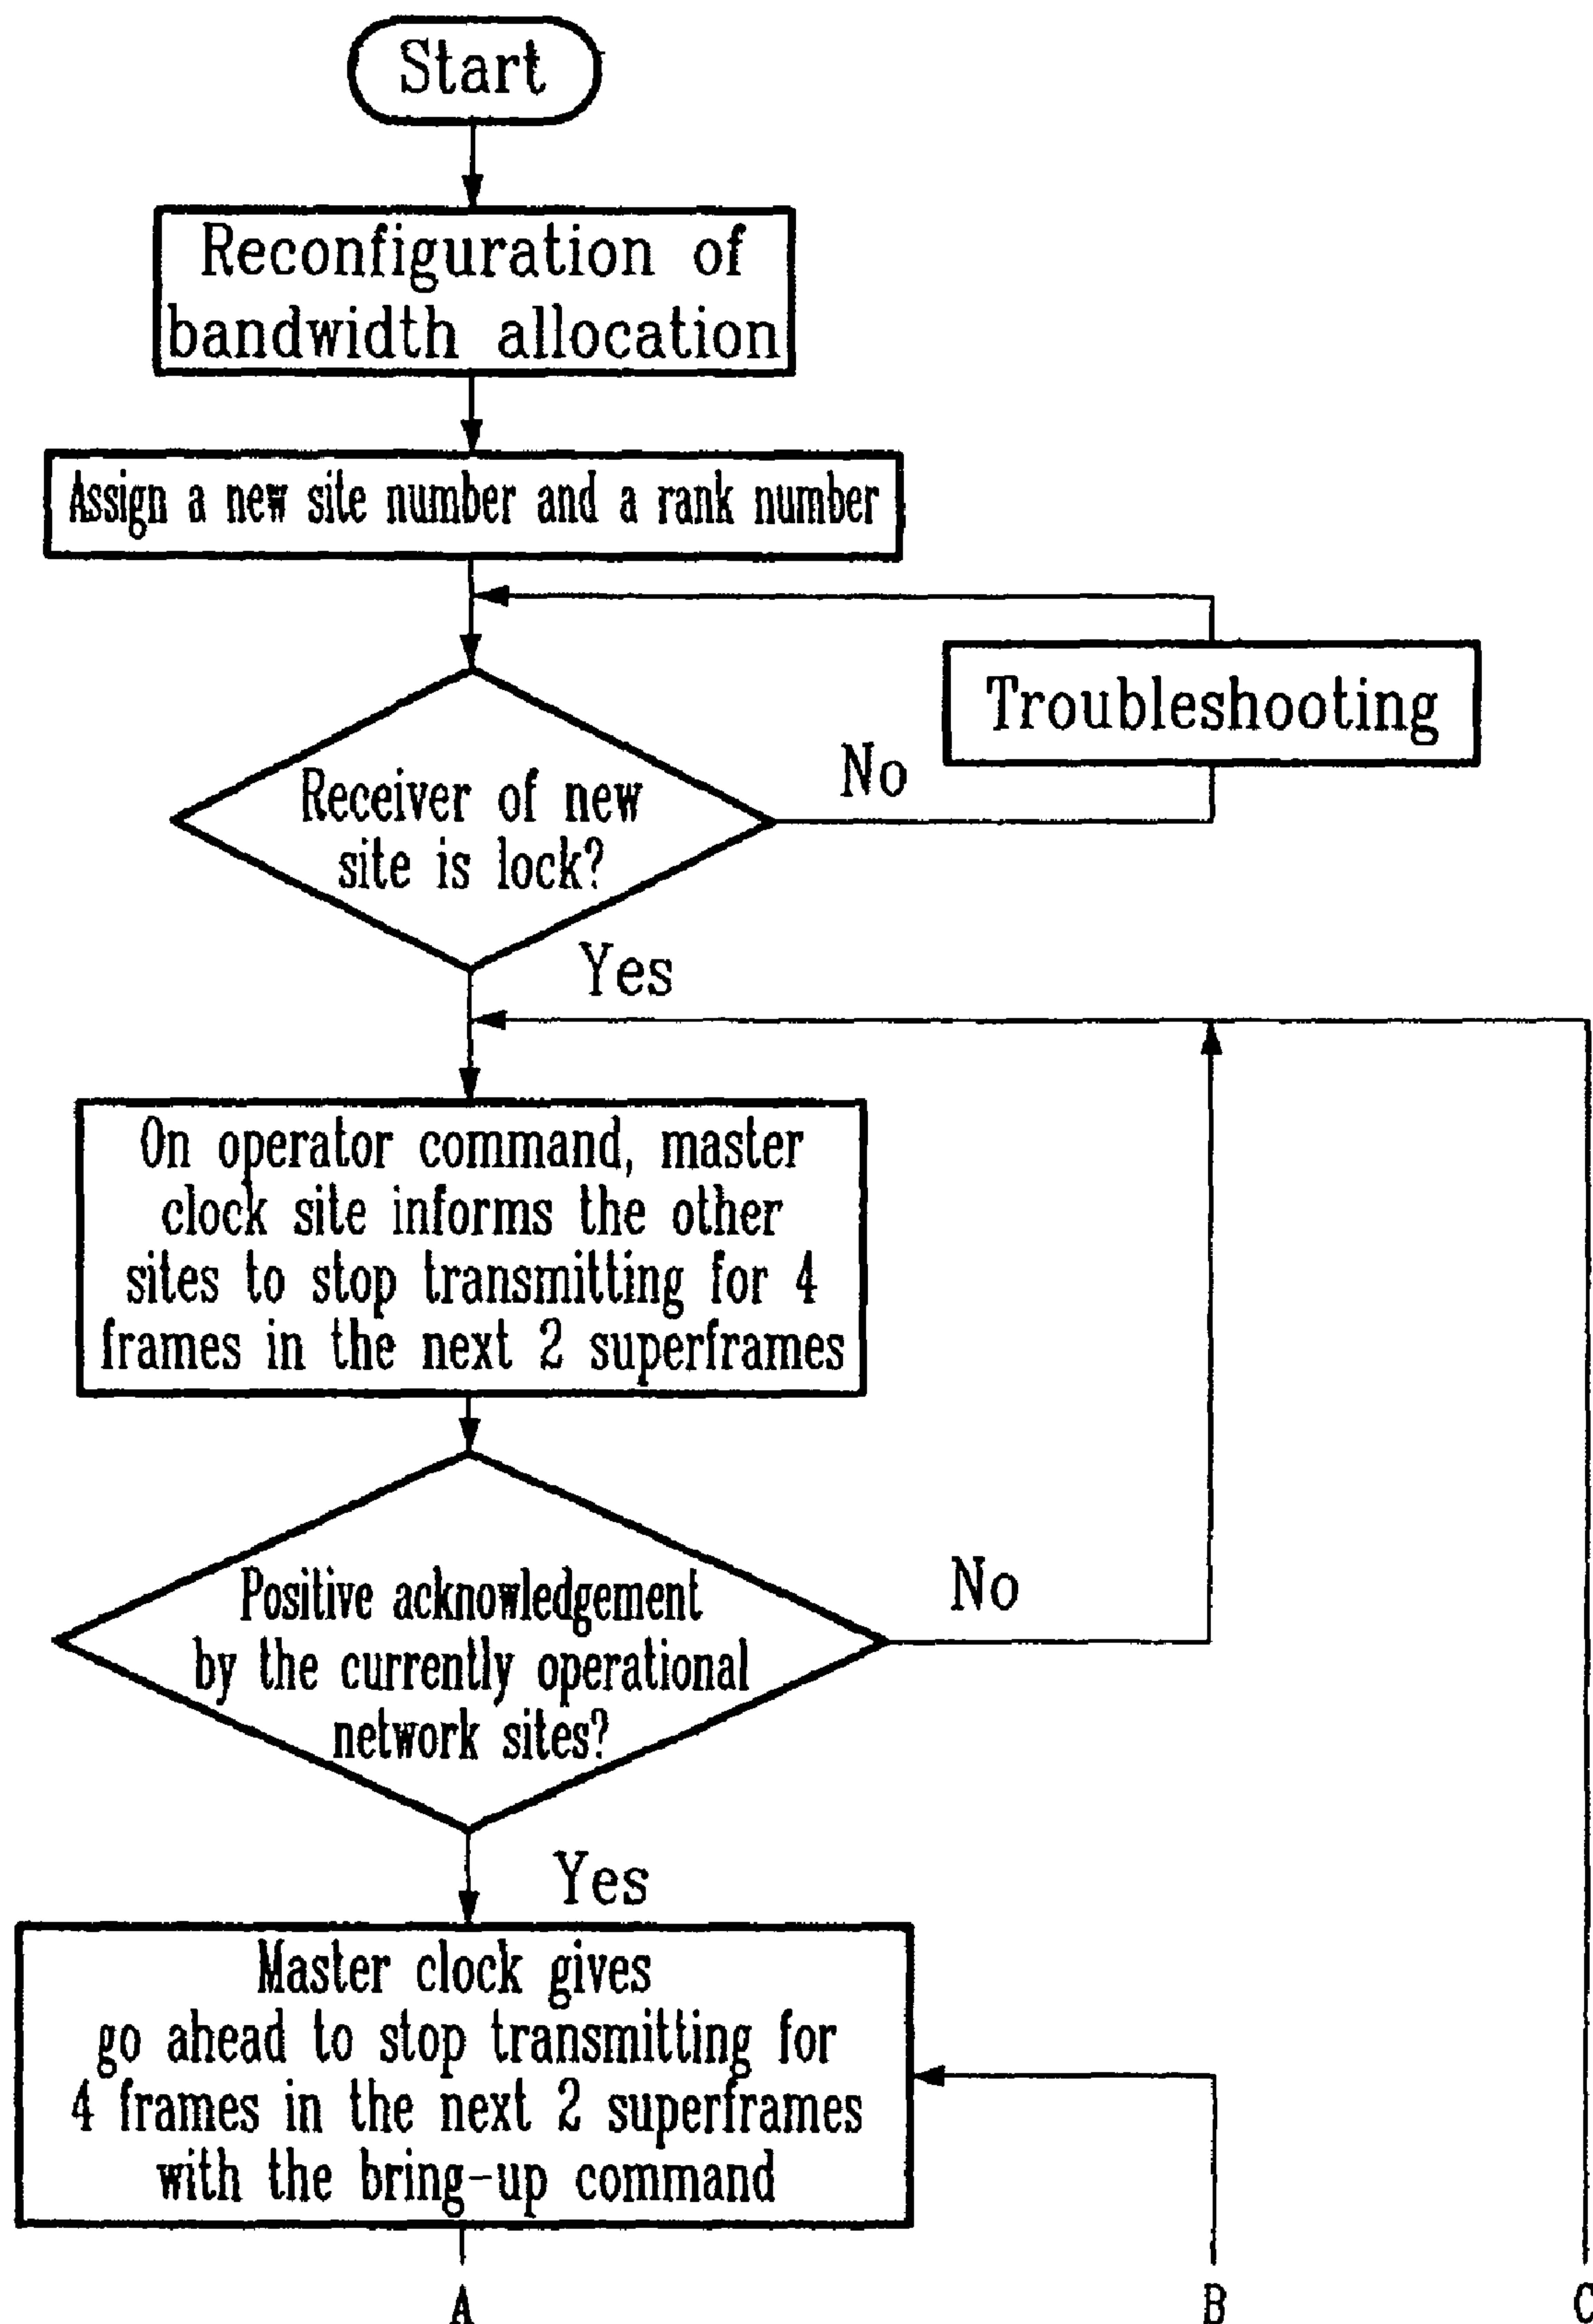 Start
Reconfiguration of
bandwidth allocation
Assign a new site number and a rank number
Troubleshooting
No
Receiver of new
site is lock?
Yes
On operator command, master
clock site informs the other
sites to stop transmitting for 4
frames in the next 2 superframes
Positive acknowledgement
by the currently operational
network sites?
No
Yes
Master clock gives
go ahead to stop transmitting for
4 frames in the next 2 superframes
with the bring-up command
A
B
C